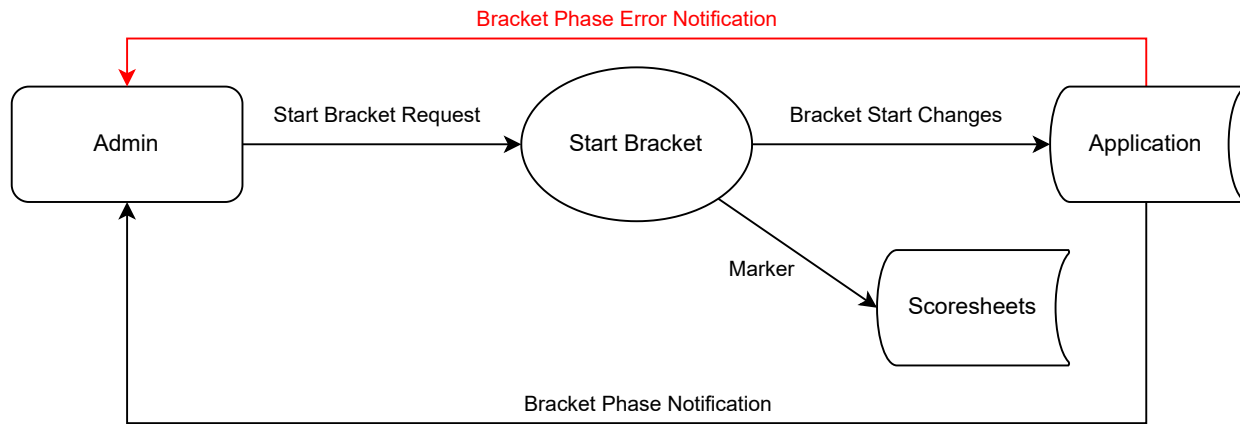 Bracket Phase Error Notification
Admin
Start Bracket Request
Start Bracket
Bracket Start Changes
Application
Marker
Scoresheets
Bracket Phase Notification